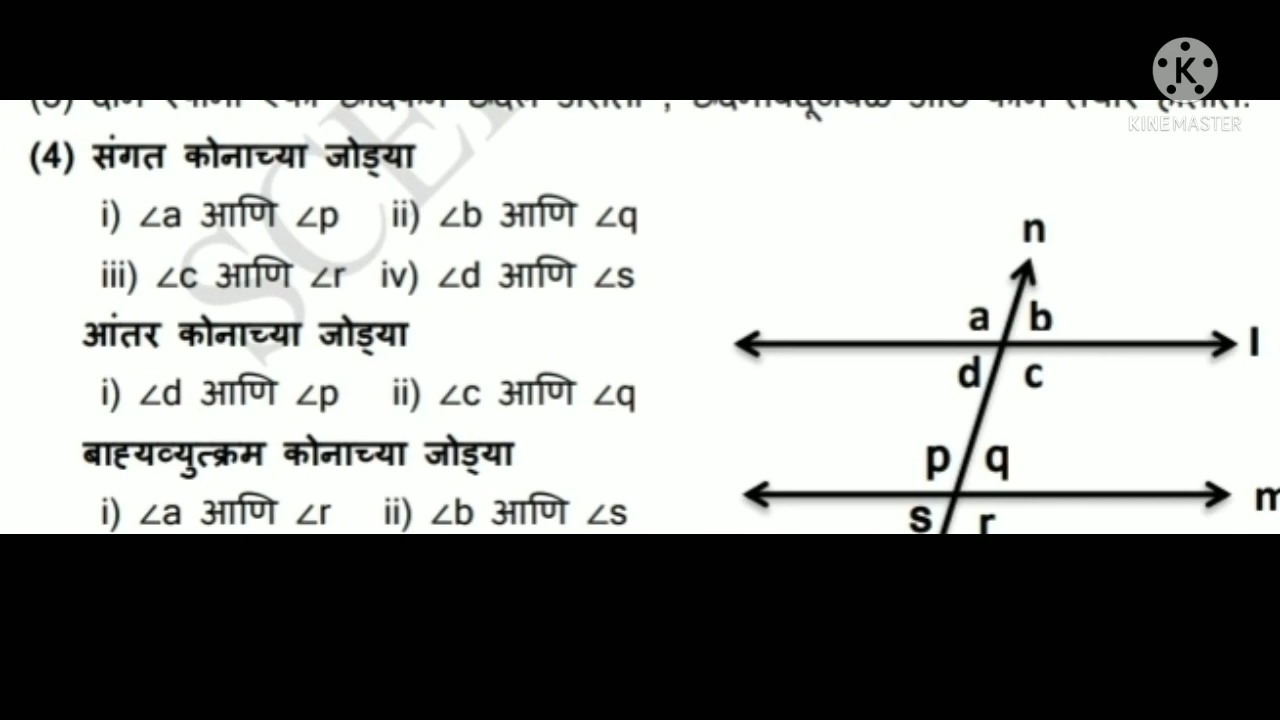 K
KINEMASTER
(4) संगत कोनाच्या जोड्या
i) ∠a आणि ∠p ii) ∠b आणि ∠q
iii) ∠c आणि ∠r iv) ∠d आणि ∠s
आंतर कोनाच्या जोड्या
i) ∠d आणि ∠p ii) ∠c आणि ∠q
बाह्यव्युत्क्रम कोनाच्या जोड्या
i) ∠a आणि ∠r ii) ∠b आणि ∠s
n
a b
l
d c
p q
m
s r